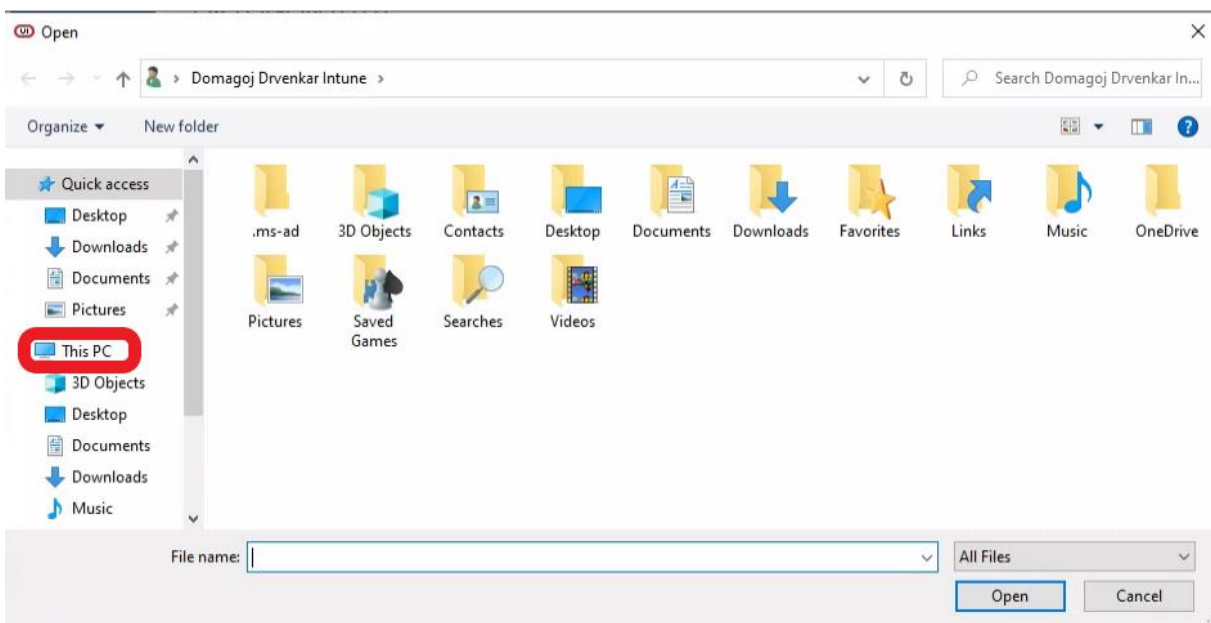 UI Open
Domagoj Drvenkar Intune
Search Domagoj Drvenkar In...
Organize
New folder
Quick access
Desktop
Downloads
Documents
Pictures
This PC
3D Objects
Desktop
Documents
Downloads
Music
.ms-ad
3D Objects
Contacts
Desktop
Documents
Downloads
Favorites
Links
Music
OneDrive
Pictures
Saved
Games
Searches
Videos
File name:
All Files
Open
Cancel